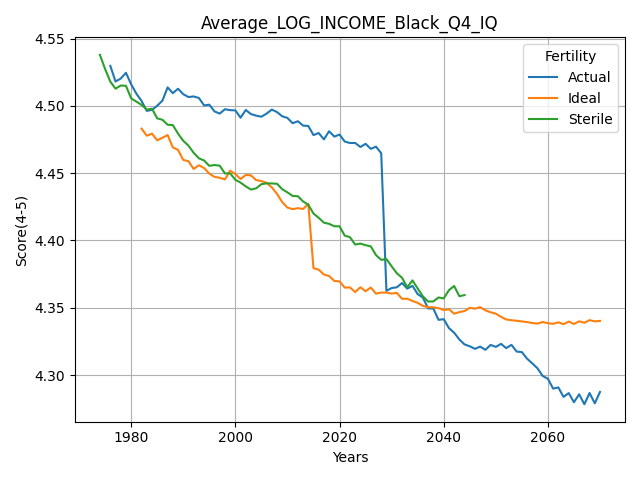 Average_LOG_INCOME_Black_Q4_IQ
Fertility
Actual
Ideal
Sterile
Score(4-5)
4.55
4.50
4.45
4.40
4.35
4.30
1980
2000
2020
2040
2060
Years